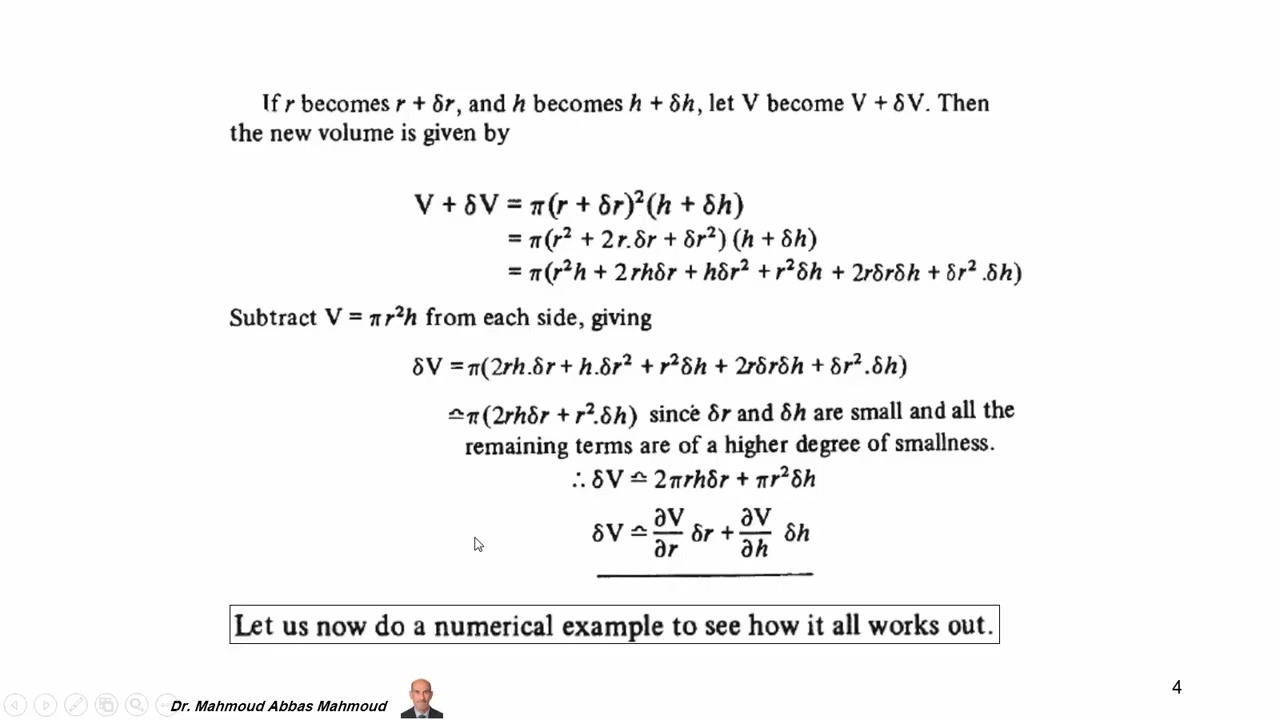 If r becomes r + δr, and h becomes h + δh, let V become V + δV. Then
the new volume is given by
V + δV = π(r + δr)²(h + δh)
= π(r² + 2r.δr + δr²) (h + δh)
= π(r²h + 2rhδr + hδr² + r²δh + 2rδrδh + δr² .δh)
Subtract V = πr²h from each side, giving
δV = π(2rh.δr + h.δr² + r²δh + 2rδrδh + δr².δh)
≏ π(2rhδr + r².δh) since δr and δh are small and all the
remaining terms are of a higher degree of smallness.
∴ δV ≏ 2πrhδr + πr²δh
δV ≏ ∂V/∂r δr + ∂V/∂h δh
Let us now do a numerical example to see how it all works out.
Dr. Mahmoud Abbas Mahmoud
4